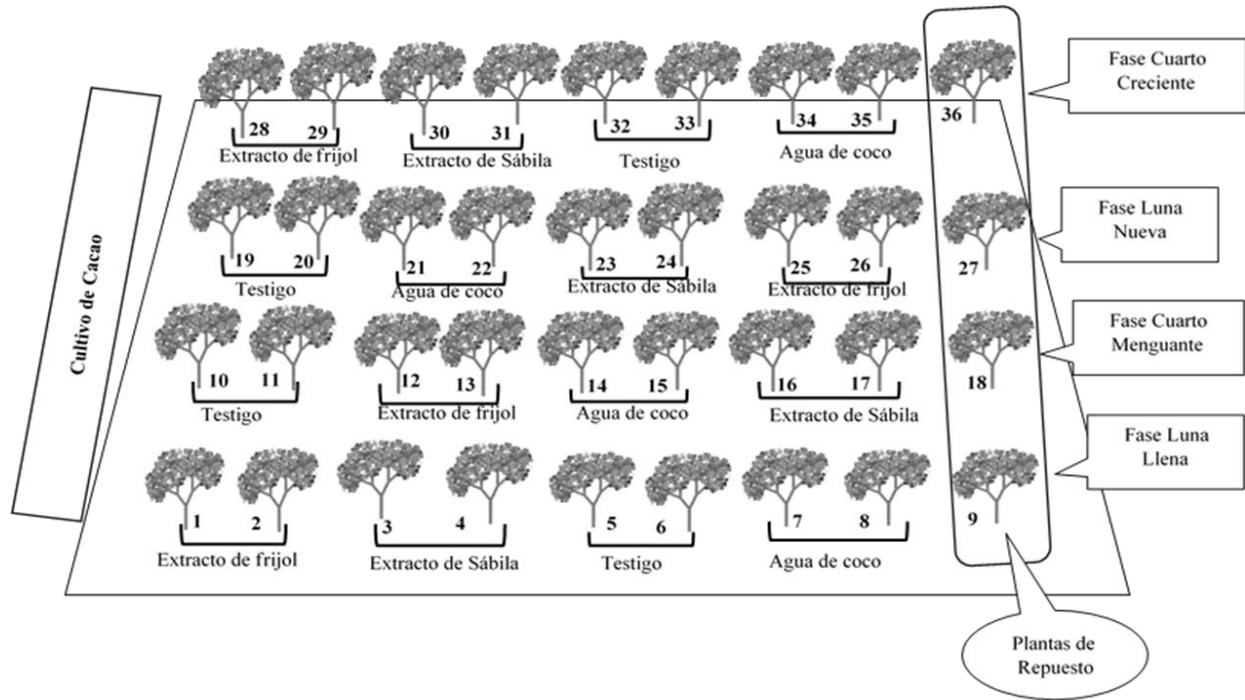 Cultivo de Cacao
28 29 30 31 32 33 34 35 36
Extracto de frijol Extracto de Sábila Testigo Agua de coco
Fase Cuarto
Creciente
19 20 21 22 23 24 25 26 27
Testigo Agua de coco Extracto de Sábila Extracto de frijol
Fase Luna
Nueva
10 11 12 13 14 15 16 17 18
Testigo Extracto de frijol Agua de coco Extracto de Sábila
Fase Cuarto
Menguante
1 2 3 4 5 6 7 8 9
Extracto de frijol Extracto de Sábila Testigo Agua de coco
Fase Luna
Llena
Plantas de
Repuesto